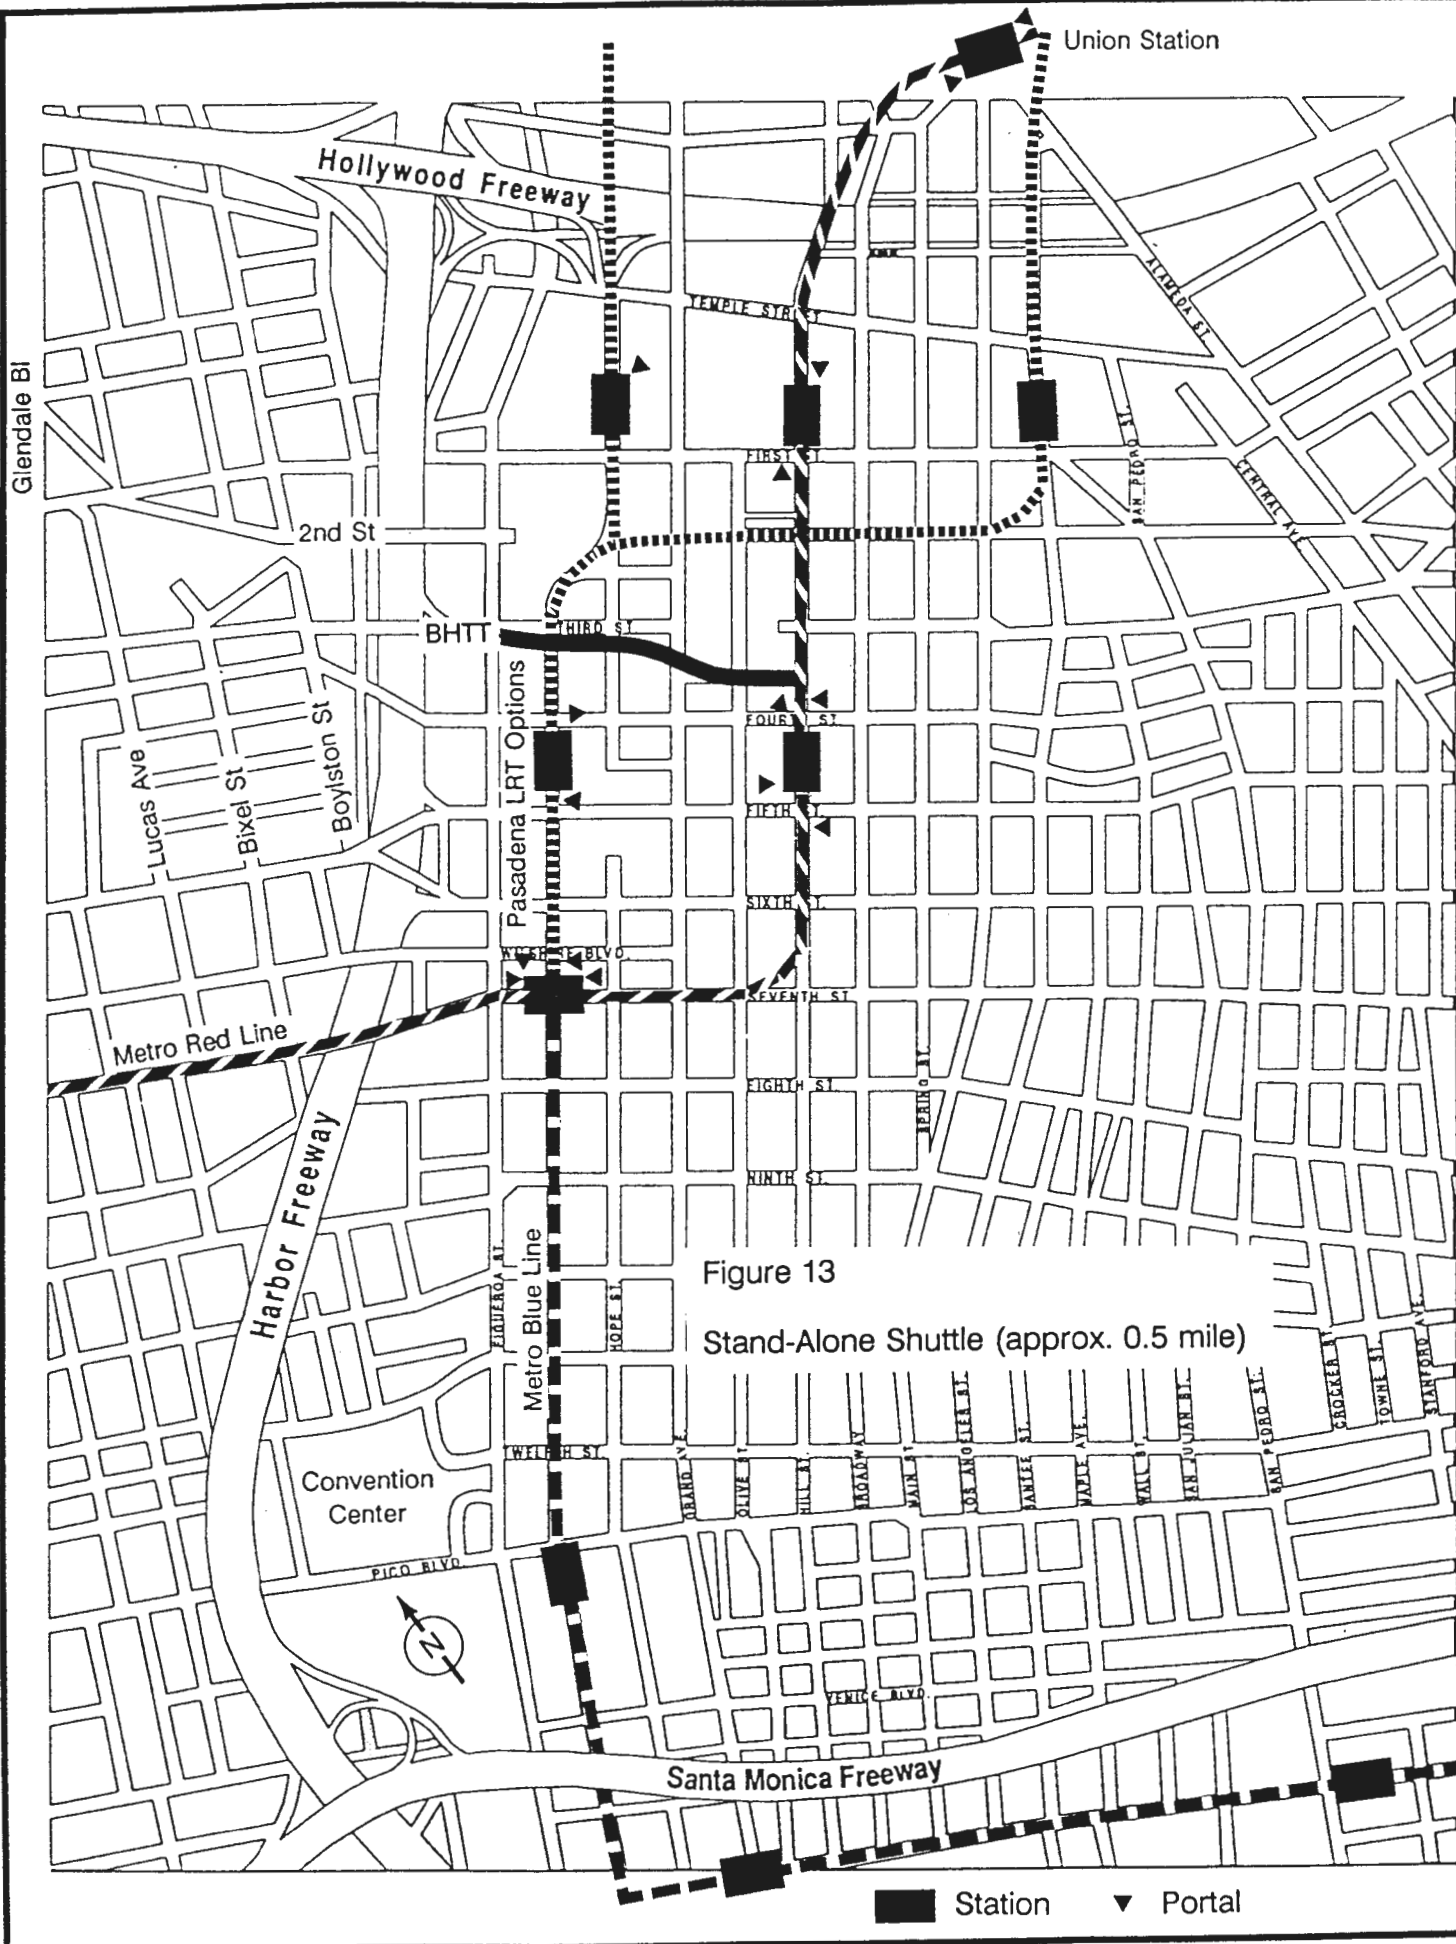 Union Station
Hollywood Freeway
TEMPLE STREET
ALAMEDA ST.
Glendale Bl
FIRST ST.
SAN PEDRO ST.
CENTRAL AVE.
2nd St
BHTT
THIRD ST.
Pasadena LRT Options
FOURTH ST.
Lucas Ave
Bixel St
Boylston St
FIFTH ST.
SIXTH ST.
WILSHIRE BLVD.
SEVENTH ST
Metro Red Line
EIGHTH ST.
SPRING ST.
Harbor Freeway
NINTH ST.
FIGUEROA ST.
Metro Blue Line
HOPE ST.
Figure 13
Stand-Alone Shuttle (approx. 0.5 mile)
TWELFTH ST.
GRAND AVE.
OLIVE ST.
HILL ST.
BROADWAY
MAIN ST.
LOS ANGELES ST.
SANTEE ST.
MAPLE AVE.
WALL ST.
SAN JULIAN ST.
SAN PEDRO ST.
CROCKER ST.
TOWNE ST.
STANFORD AVE.
Convention
Center
PICO BLVD.
N
VENICE BLVD.
Santa Monica Freeway
Station
Portal